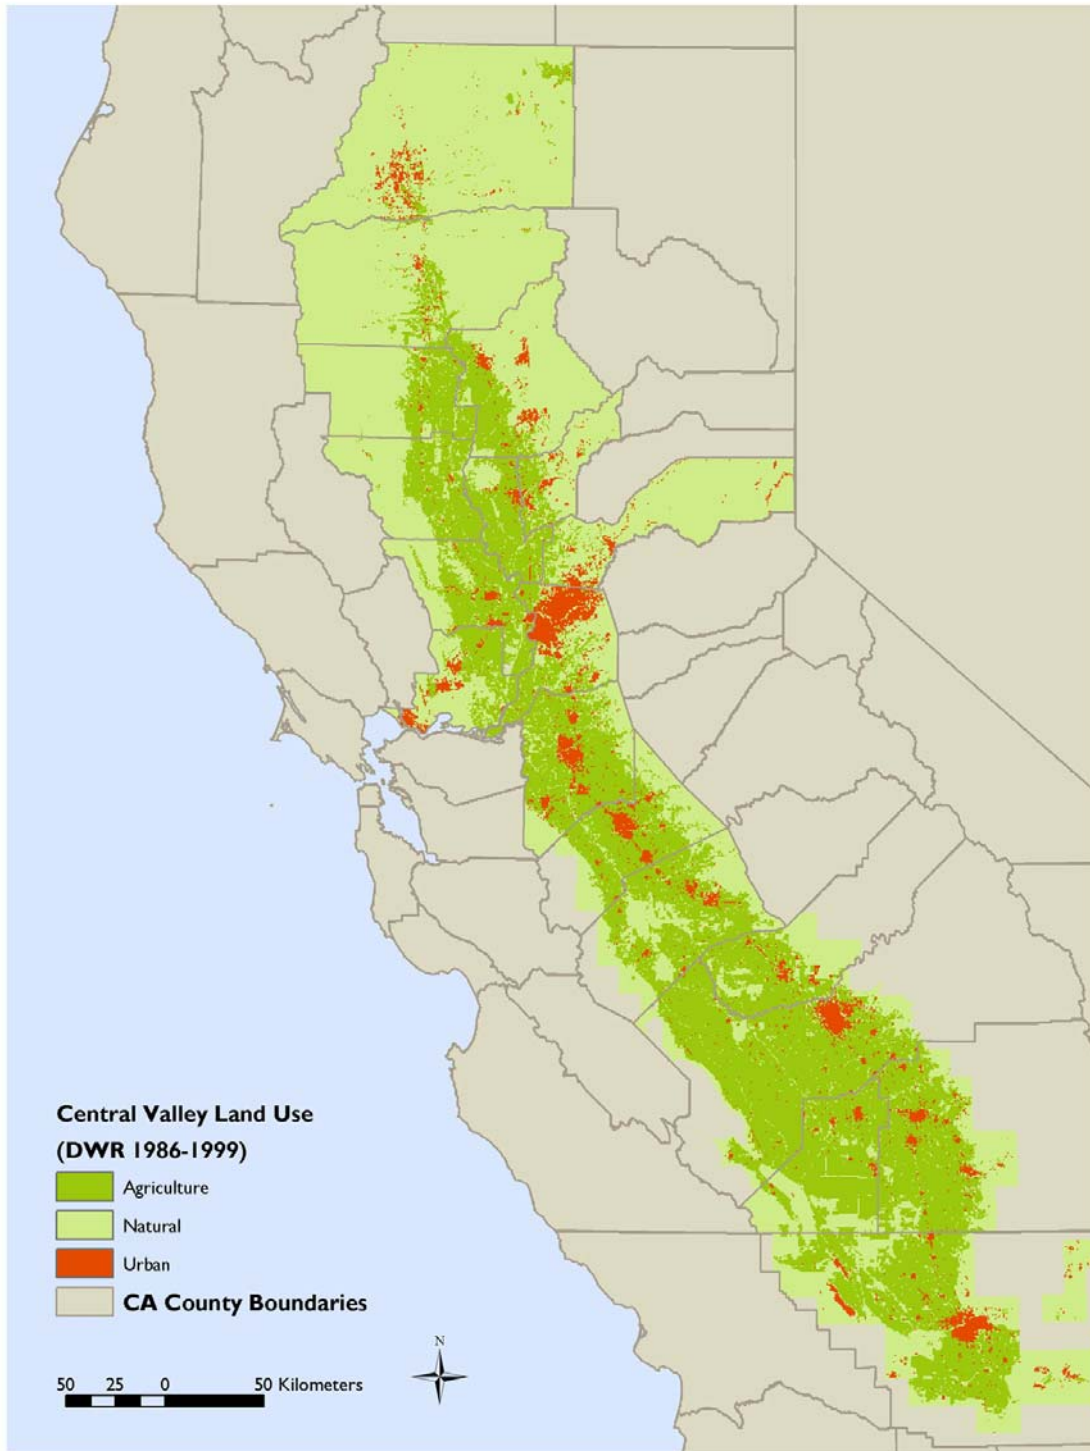 Central Valley Land Use
(DWR 1986-1999)
Agriculture
Natural
Urban
CA County Boundaries
N
50 25 0 50 Kilometers